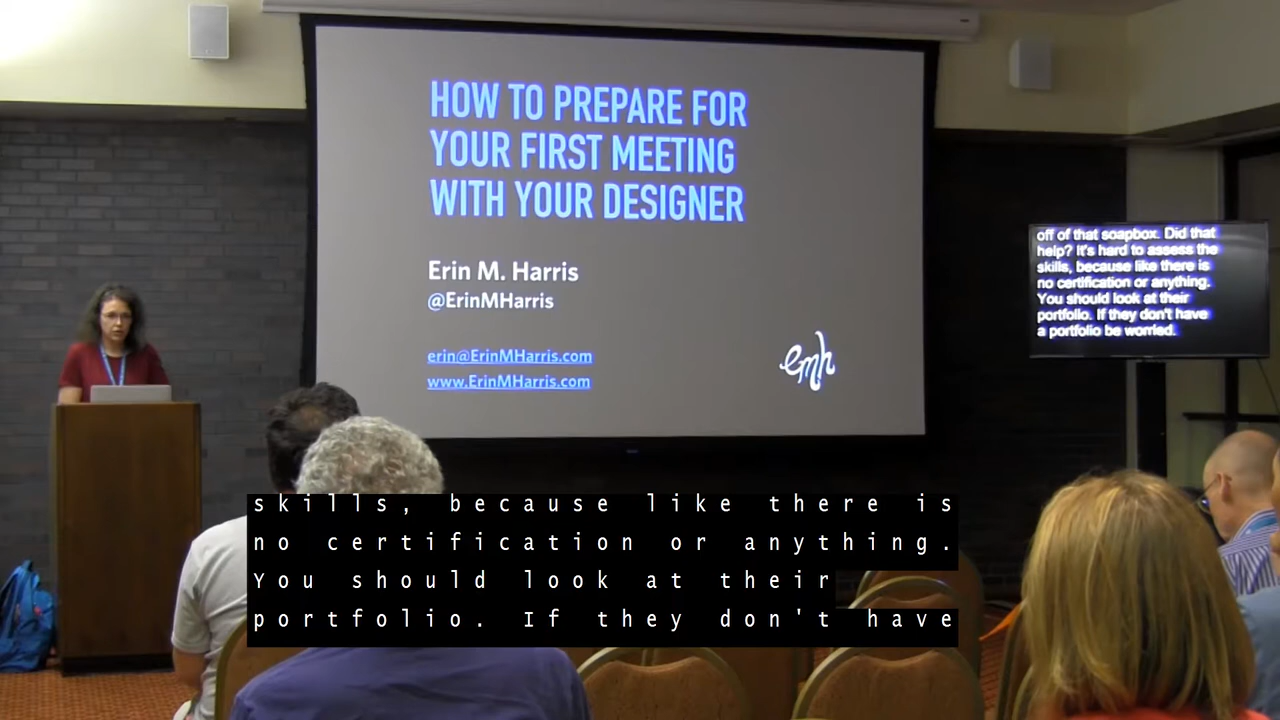 HOW TO PREPARE FOR
YOUR FIRST MEETING
WITH YOUR DESIGNER
Erin M. Harris
@ErinMHarris
erin@ErinMHarris.com
www.ErinMHarris.com
emh
off of that soapbox. Did that
help? It's hard to assess the
skills, because like there is
no certification or anything.
You should look at their
portfolio. If they don't have
a portfolio be worried.
skills, because like there is
no certification or anything.
You should look at their
portfolio. If they don't have